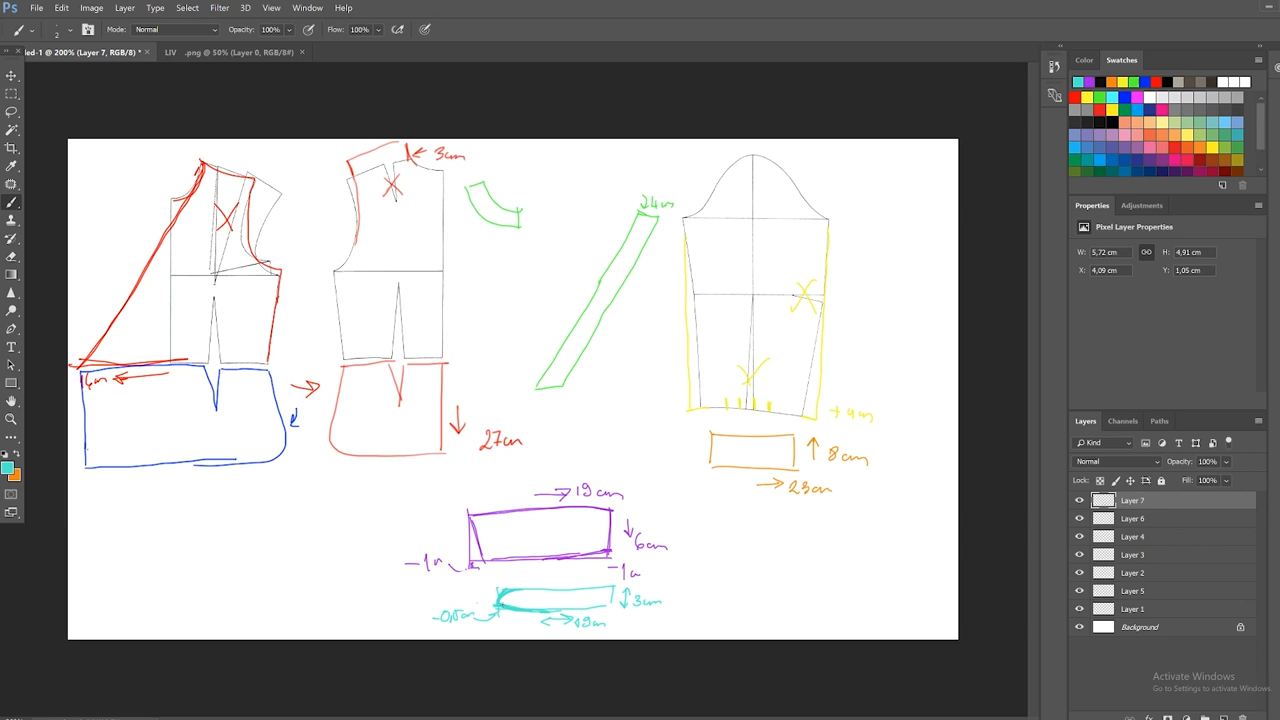 Ps File Edit Image Layer Type Select Filter 3D View Window Help
2 Mode: Normal Opacity: 100% Flow: 100%
led-1 @ 200% (Layer 7, RGB/8) * × LIV .png @ 50% (Layer 0, RGB/8#) ×
Color Swatches
Properties Adjustments
Pixel Layer Properties
W: 5,72 cm H: 4,91 cm
X: 4,09 cm Y: 1,05 cm
Layers Channels Paths
Kind
Normal Opacity: 100%
Lock: Fill: 100%
Layer 7
Layer 6
Layer 4
Layer 3
Layer 2
Layer 5
Layer 1
Background
3cm
X
X
X
27cm
+4cm
8cm
23cm
19cm
6cm
3cm
19cm
Activate Windows
Go to Settings to activate Windows.